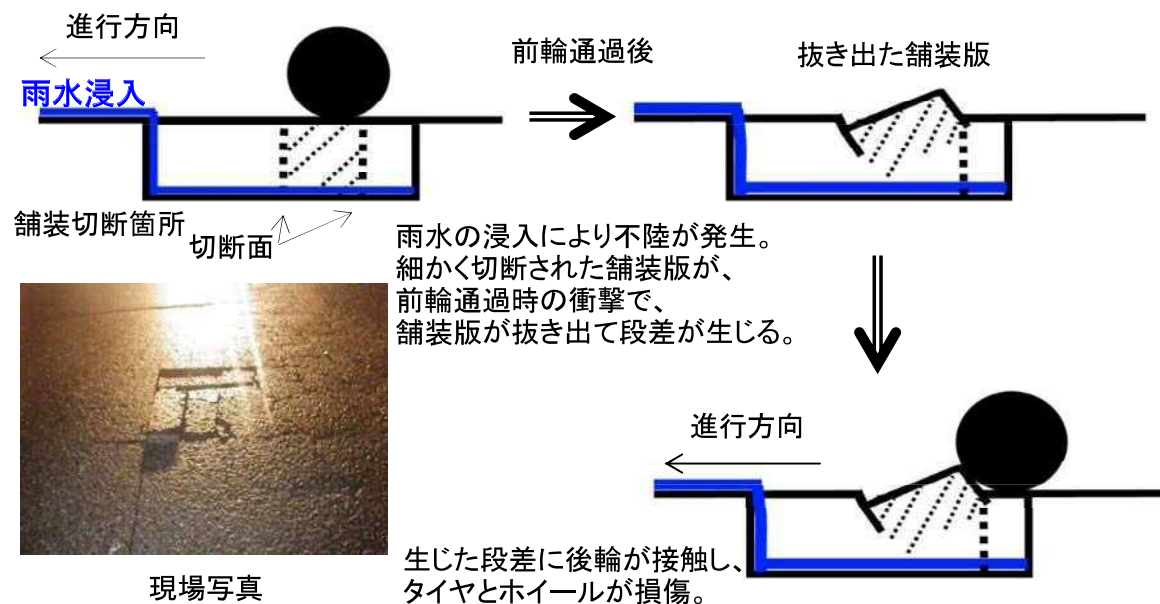 進行方向
雨水浸入
前輪通過後
抜き出た舗装版
舗装切断箇所
切断面
雨水の浸入により不陸が発生。
細かく切断された舗装版が、
前輪通過時の衝撃で、
舗装版が抜き出て段差が生じる。
現場写真
進行方向
生じた段差に後輪が接触し、
タイヤとホイールが損傷。